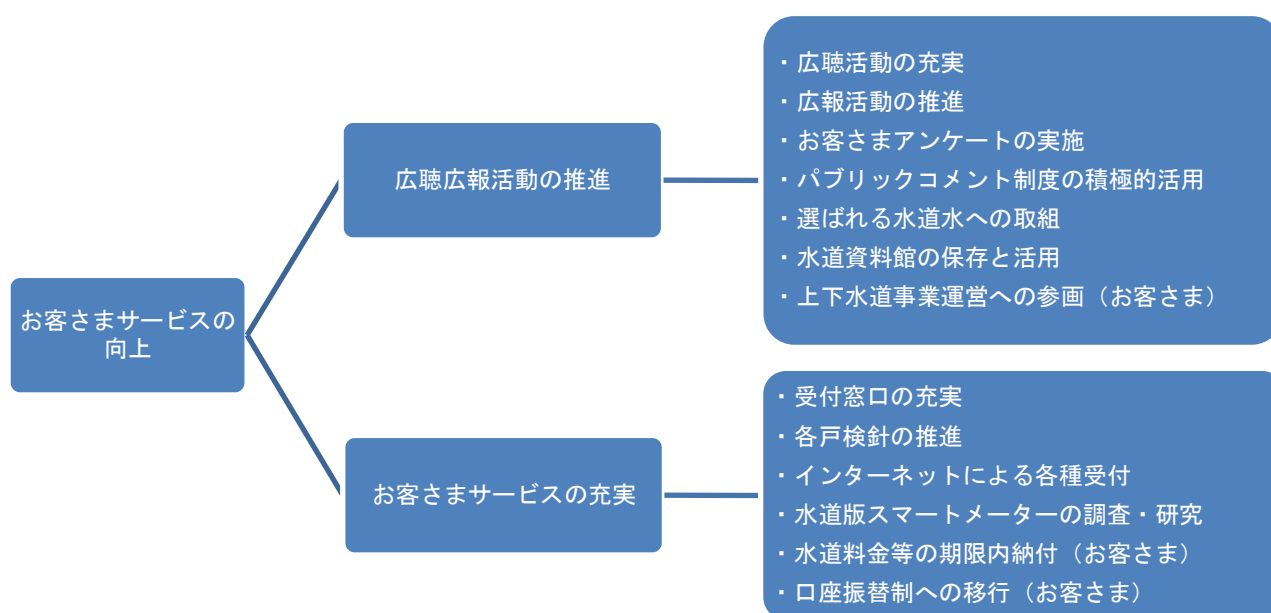 お客さまサービスの
向上
広聴広報活動の推進
・広聴活動の充実
・広報活動の推進
・お客さまアンケートの実施
・パブリックコメント制度の積極的活用
・選ばれる水道水への取組
・水道資料館の保存と活用
・上下水道事業運営への参画（お客さま）
お客さまサービスの充実
・受付窓口の充実
・各戸検針の推進
・インターネットによる各種受付
・水道版スマートメーターの調査・研究
・水道料金等の期限内納付（お客さま）
・口座振替制への移行（お客さま）